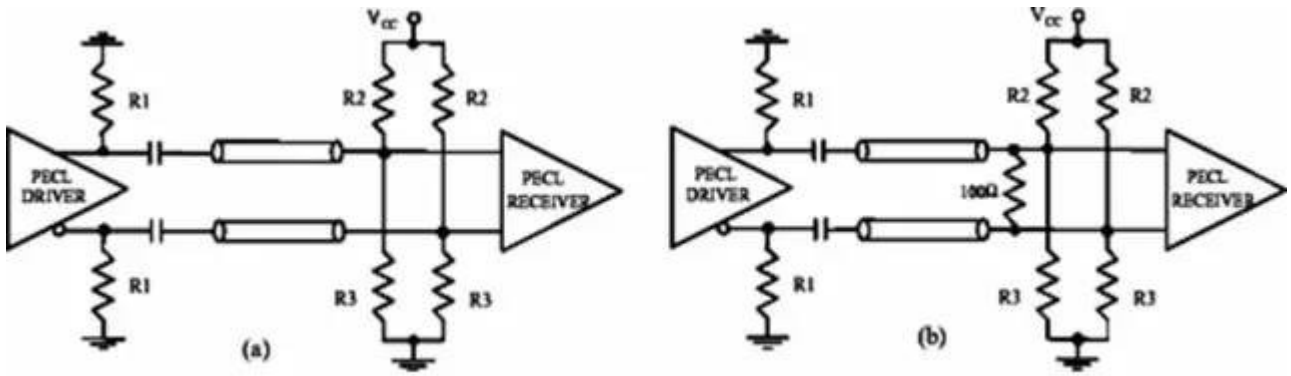 Vcc
R1
R2
R2
PECL
DRIVER
PECL
RECEIVER
R1
R3
R3
(a)
Vcc
R1
R2
R2
PECL
DRIVER
100Ω
PECL
RECEIVER
R1
R3
R3
(b)